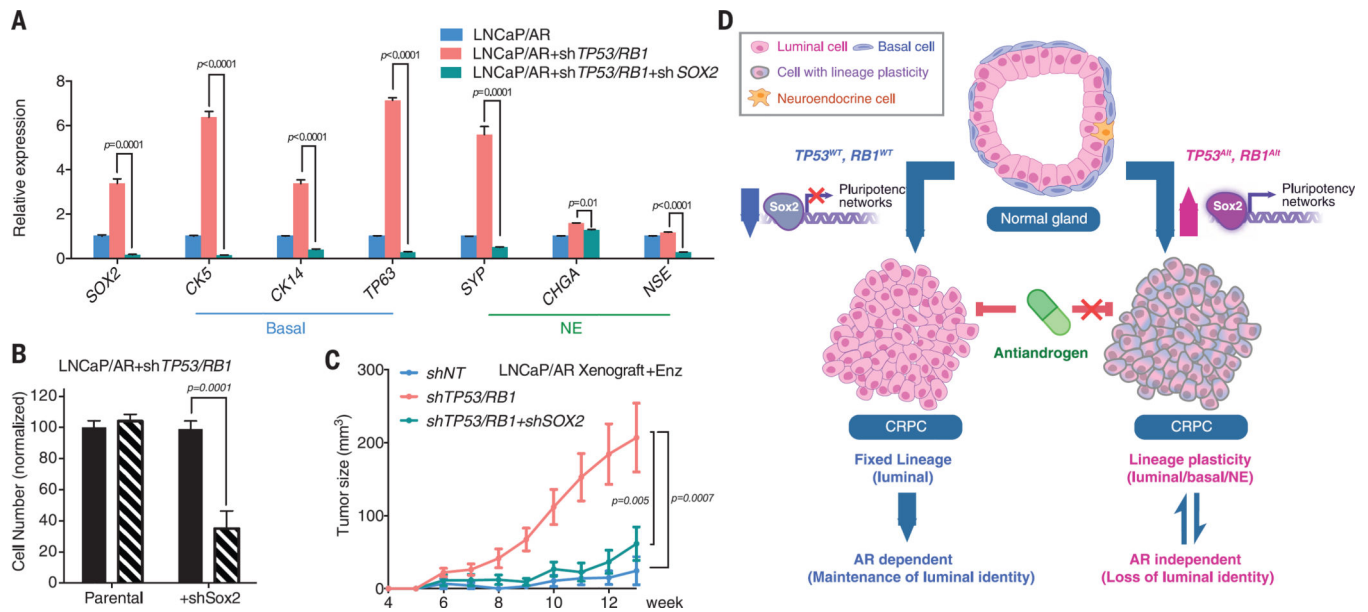 A
LNCaP/AR
LNCaP/AR+shTP53/RB1
LNCaP/AR+shTP53/RB1+shSOX2
Relative expression
8
6
4
2
0
p=0.0001
p<0.0001
p=0.0001
p<0.0001
p=0.0001
p=0.01
p<0.0001
SOX2
CK5
CK14
TP63
SYP
CHGA
NSE
Basal
NE
B
LNCaP/AR+shTP53/RB1
Cell Number (normalized)
120
100
80
60
40
20
0
p=0.0001
Parental
+shSox2
C
LNCaP/AR Xenograft+Enz
shNT
shTP53/RB1
shTP53/RB1+shSOX2
Tumor size (mm3)
300
200
100
0
p=0.005
p=0.0007
4
6
8
10
12
week
D
Luminal cell
Basal cell
Cell with lineage plasticity
Neuroendocrine cell
TP53WT, RB1WT
Sox2
Pluripotency
networks
Normal gland
TP53Alt, RB1Alt
Sox2
Pluripotency
networks
Antiandrogen
CRPC
Fixed Lineage
(luminal)
AR dependent
(Maintenance of luminal identity)
CRPC
Lineage plasticity
(luminal/basal/NE)
AR independent
(Loss of luminal identity)